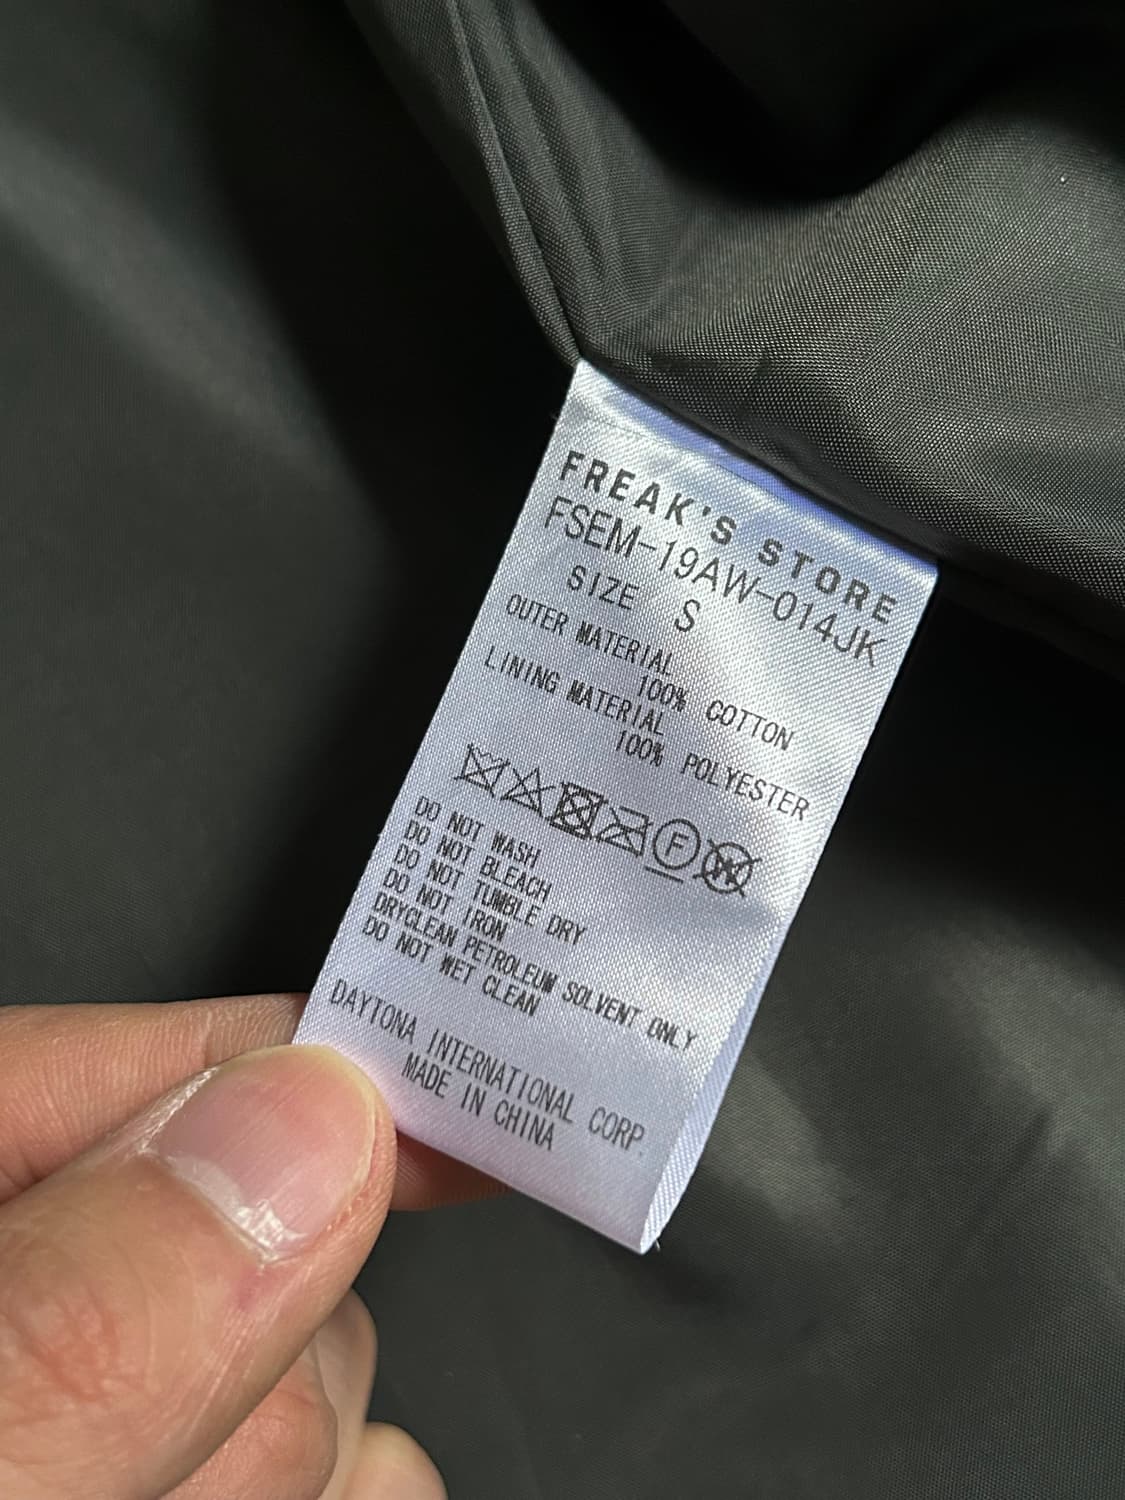 FREAK'S STORE
FSEM-19AW-014JK
SIZE S
OUTER MATERIAL
100% COTTON
LINING MATERIAL
100% POLYESTER
F W
DO NOT WASH
DO NOT BLEACH
DO NOT TUMBLE DRY
DO NOT IRON
DRYCLEAN PETROLEUM SOLVENT ONLY
DO NOT WET CLEAN
DAYTONA INTERNATIONAL CORP.
MADE IN CHINA